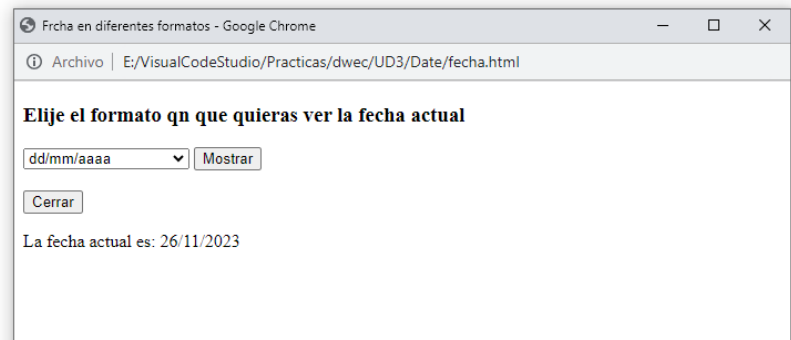 Frcha en diferentes formatos - Google Chrome
Archivo | E:/VisualCodeStudio/Practicas/dwec/UD3/Date/fecha.html
Elije el formato qn que quieras ver la fecha actual
dd/mm/aaaa Mostrar
Cerrar
La fecha actual es: 26/11/2023